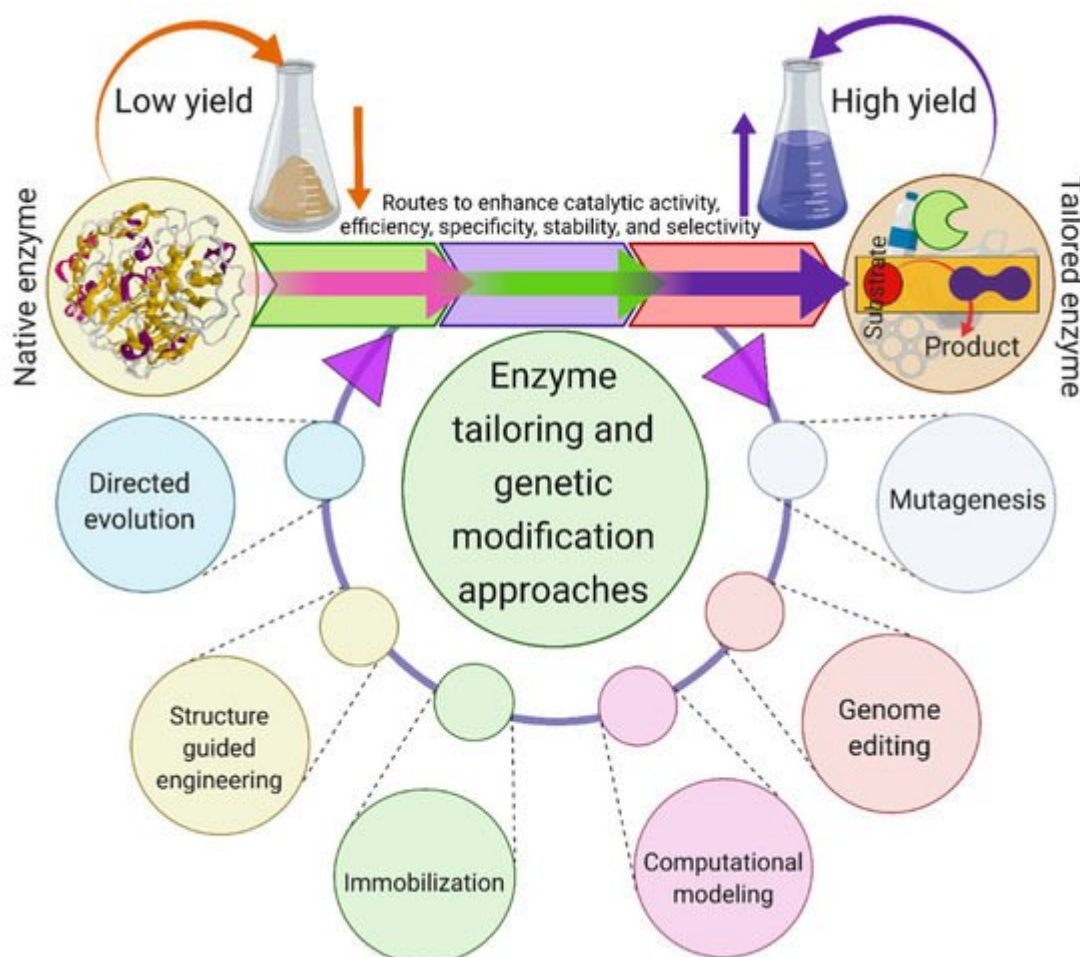 Low yield
High yield
Native enzyme
Tailored enzyme
Routes to enhance catalytic activity,
efficiency, specificity, stability, and selectivity
Substrate
Product
Enzyme
tailoring and
genetic
modification
approaches
Directed
evolution
Mutagenesis
Structure
guided
engineering
Genome
editing
Immobilization
Computational
modeling